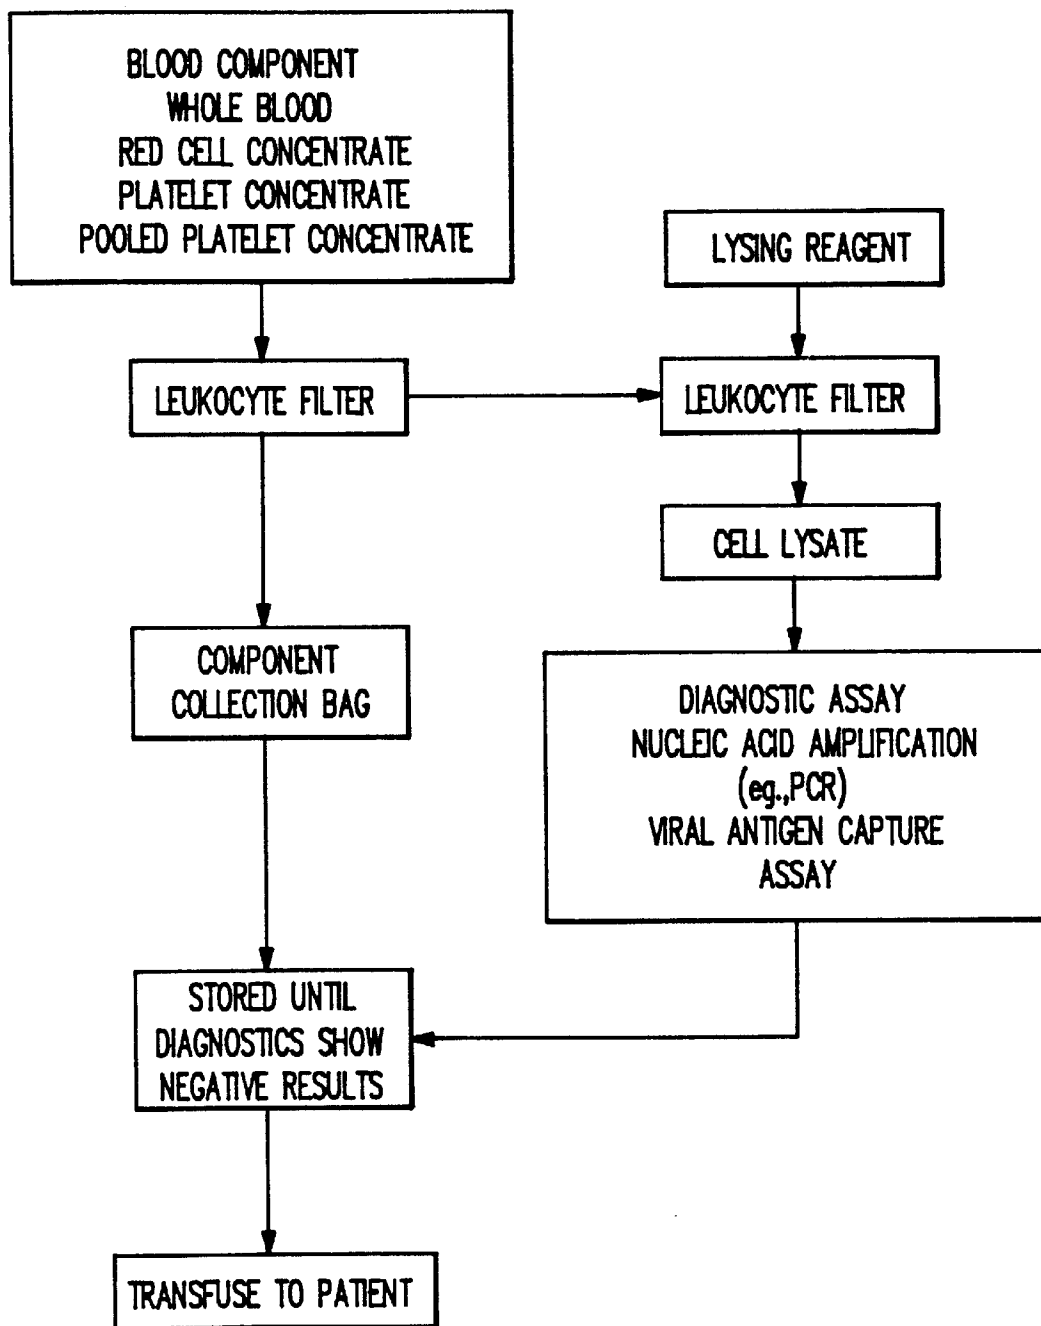 BLOOD COMPONENT
WHOLE BLOOD
RED CELL CONCENTRATE
PLATELET CONCENTRATE
POOLED PLATELET CONCENTRATE
LYSING REAGENT
LEUKOCYTE FILTER
LEUKOCYTE FILTER
CELL LYSATE
COMPONENT
COLLECTION BAG
DIAGNOSTIC ASSAY
NUCLEIC ACID AMPLIFICATION
(eg.,PCR)
VIRAL ANTIGEN CAPTURE
ASSAY
STORED UNTIL
DIAGNOSTICS SHOW
NEGATIVE RESULTS
TRANSFUSE TO PATIENT